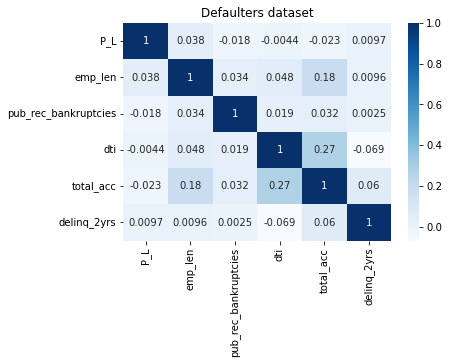 Defaulters dataset
P_L 1 0.038 -0.018 -0.0044 -0.023 0.0097
emp_len 0.038 1 0.034 0.048 0.18 0.0096
pub_rec_bankruptcies -0.018 0.034 1 0.019 0.032 0.0025
dti -0.0044 0.048 0.019 1 0.27 -0.069
total_acc -0.023 0.18 0.032 0.27 1 0.06
delinq_2yrs 0.0097 0.0096 0.0025 -0.069 0.06 1
P_L
emp_len
pub_rec_bankruptcies
dti
total_acc
delinq_2yrs
1.0
0.8
0.6
0.4
0.2
0.0